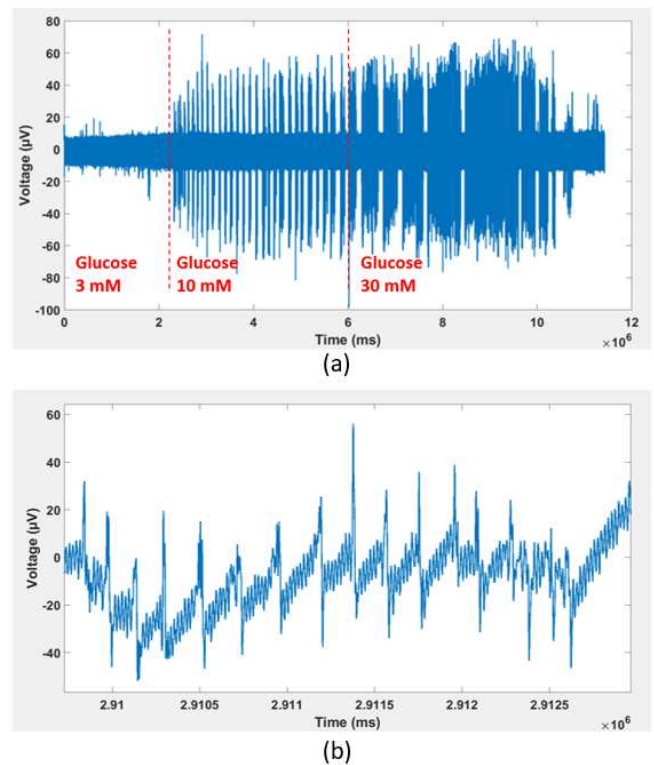 80
60
40
20
0
-20
-40
-60
-80
-100
Voltage (µV)
Glucose
3 mM
Glucose
10 mM
Glucose
30 mM
0 2 4 6 8 10 12
Time (ms)
×10⁶
(a)
60
40
20
0
-20
-40
Voltage (µV)
2.91 2.9105 2.911 2.9115 2.912 2.9125
Time (ms)
×10⁶
(b)